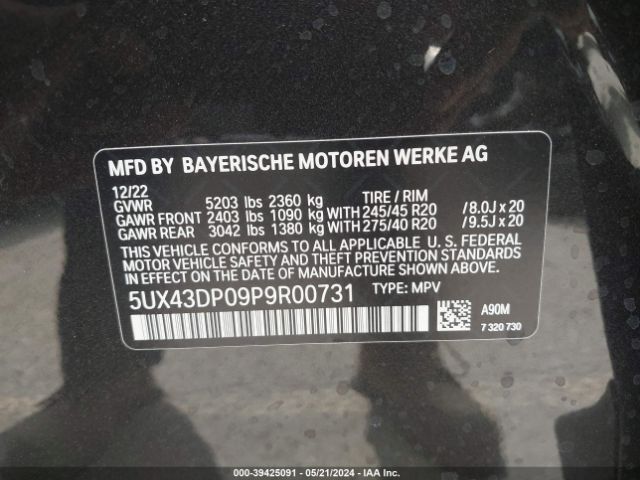 MFD BY BAYERISCHE MOTOREN WERKE AG
12/22
GVWR 5203 lbs 2360 kg TIRE / RIM
GAWR FRONT 2403 lbs 1090 kg WITH 245/45 R20 /8.0J x 20
GAWR REAR 3042 lbs 1380 kg WITH 275/40 R20 /9.5J x 20
THIS VEHICLE CONFORMS TO ALL APPLICABLE U. S. FEDERAL
MOTOR VEHICLE SAFETY AND THEFT PREVENTION STANDARDS
IN EFFECT ON THE DATE OF MANUFACTURE SHOWN ABOVE.
5UX43DP09P9R00731 TYPE: MPV
A90M
7 320 730
000-39425091 - 05/21/2024 - IMPACT AUTO AUCTIONS